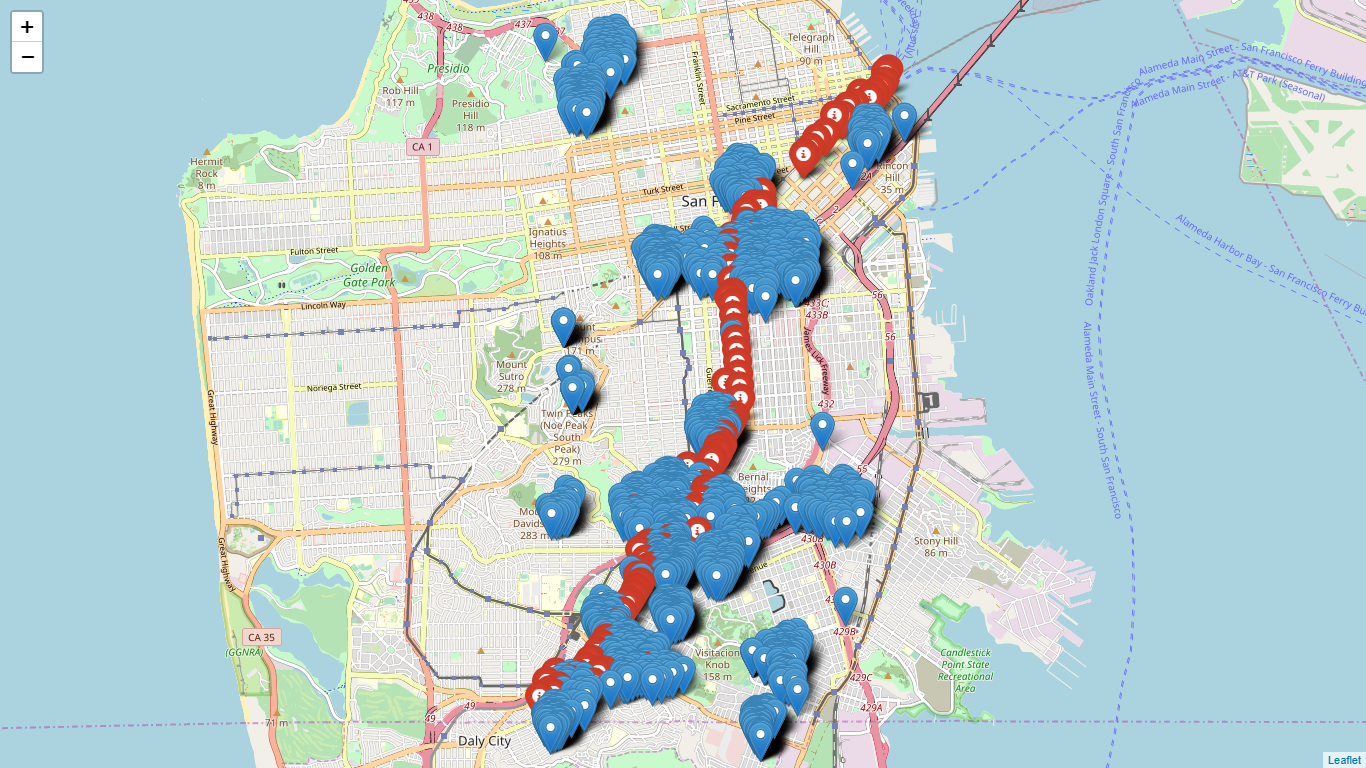 +
−
438
438
437
Presidio
Rob Hill
117 m
Presidio
Hill
118 m
CA 1
Hermit
Rock
8 m
Franklin Street
Telegraph
Hill
90 m
Sacramento Street
Pine Street
Turk Street
San F
Rincon
Hill
35 m
2
Alameda Main Street - San Francisco Ferry Building
Alameda Main Street - AT&T Park (Seasonal)
Oakland Jack London Square - South San Francisco
Alameda Harbor Bay - San Francisco Ferry Bu
Alameda Main Street - South San Francisco
Fulton Street
Golden
Gate Park
Lincoln Way
Ignatius
Heights
108 m
433C
433B
56
56
James Lick Freeway
Mount
Sutro
278 m
Noriega Street
Great Highway
Twin Peaks
(Noe Peak
South
Peak)
279 m
432
55
Bernal
Heights
283 m
430B
430B
Stony Hill
86 m
Great Highway
CA 35
(GGNRA)
71 m
Visitacion
Knob
158 m
429B
429C
429A
Candlestick
Point State
Recreational
Area
49
49
Daly City
Leaflet